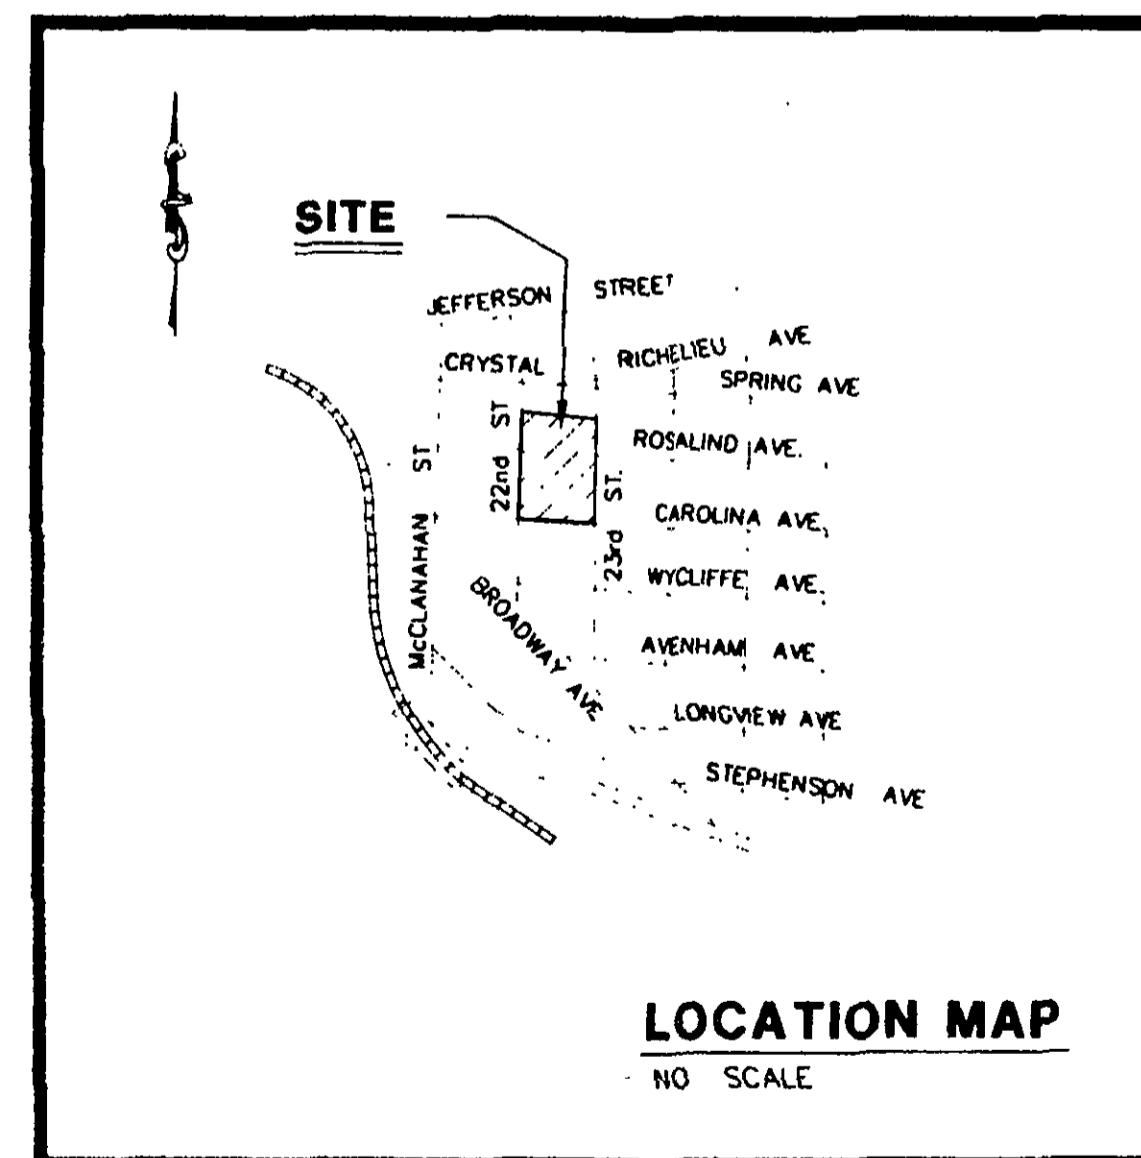 SITE
JEFFERSON STREET
CRYSTAL
RICHELIEU AVE
SPRING AVE
22nd ST
ROSALIND AVE.
McCLANAHAN ST
23rd ST.
CAROLINA AVE.
WYCLIFFE AVE.
BROADWAY AVE
AVENHAM AVE
LONGVIEW AVE
STEPHENSON AVE
LOCATION MAP
NO SCALE